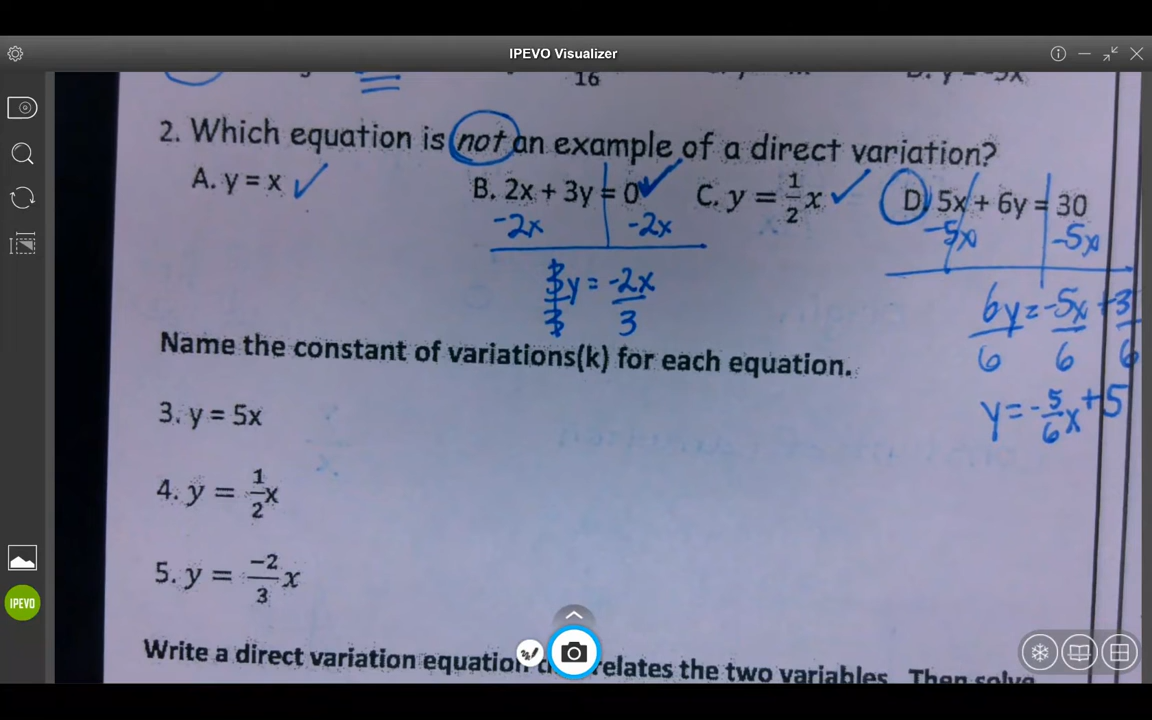 IPEVO Visualizer
16
2. Which equation is not an example of a direct variation?
A. y = x ✓ B. 2x + 3y = 0 ✓ C. y = 1/2 x ✓ D. 5x + 6y = 30
-2x -2x -5x -5x
3y = -2x 6y = -5x + 3
3 3 6 6 6
y = -5/6 x + 5
Name the constant of variations(k) for each equation.
3. y = 5x
4. y = 1/2 x
5. y = -2/3 x
Write a direct variation equation relates the two variables. Then solve
IPEVO